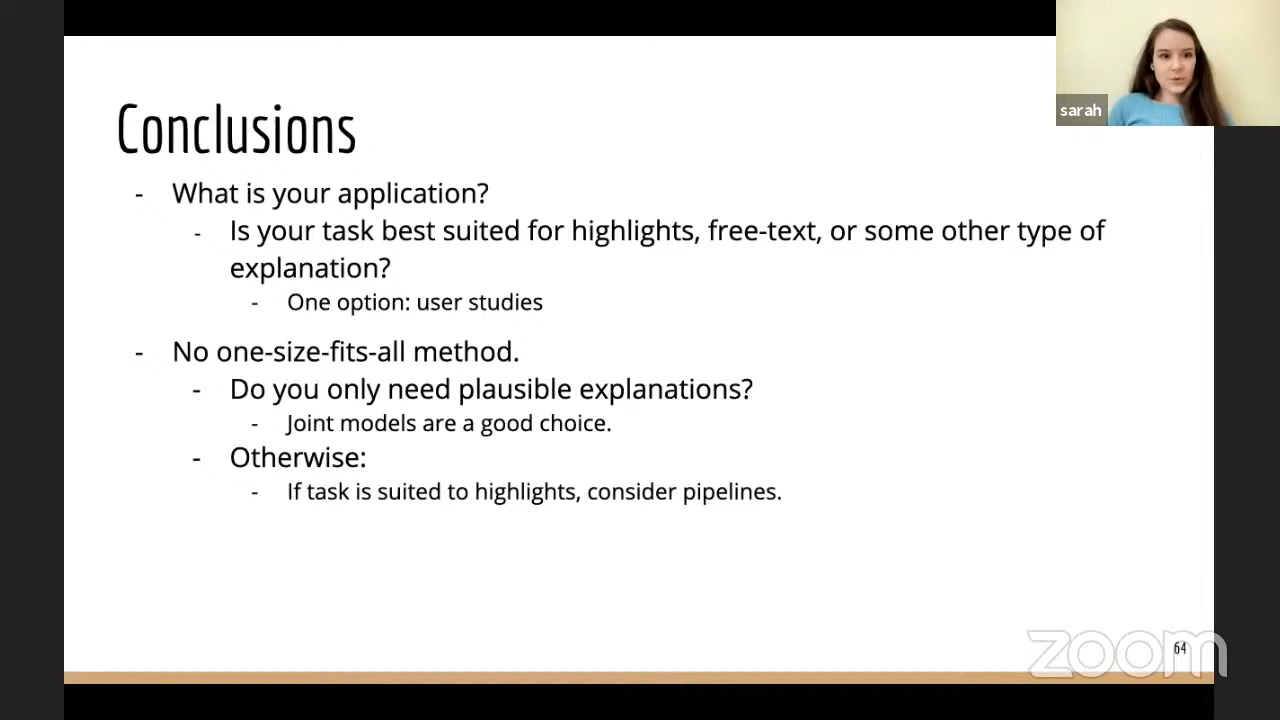 sarah
Conclusions
- What is your application?
- Is your task best suited for highlights, free-text, or some other type of
explanation?
- One option: user studies
- No one-size-fits-all method.
- Do you only need plausible explanations?
- Joint models are a good choice.
- Otherwise:
- If task is suited to highlights, consider pipelines.
64
zoom